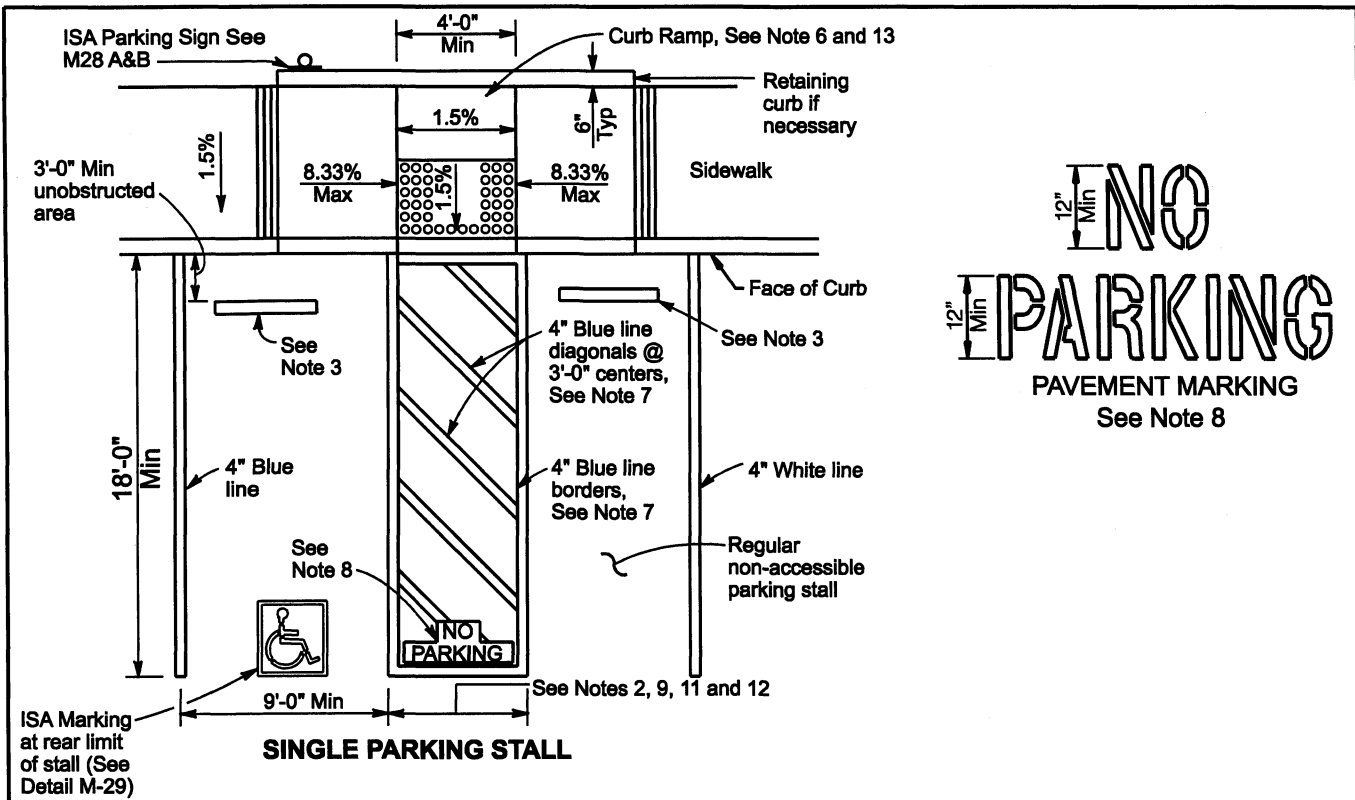 ISA Parking Sign See
M28 A&B
4'-0"
Min
Curb Ramp, See Note 6 and 13
Retaining
curb if
necessary
1.5%
6"
Typ
3'-0" Min
unobstructed
area
1.5%
8.33%
Max
1.5%
8.33%
Max
Sidewalk
12"
Min
NO
12"
Min
PARKING
PAVEMENT MARKING
See Note 8
Face of Curb
See
Note 3
See Note 3
4" Blue line
diagonals @
3'-0" centers,
See Note 7
18'-0"
Min
4" Blue
line
4" Blue line
borders,
See Note 7
4" White line
See
Note 8
Regular
non-accessible
parking stall
NO
PARKING
See Notes 2, 9, 11 and 12
9'-0" Min
ISA Marking
at rear limit
of stall (See
Detail M-29)
SINGLE PARKING STALL